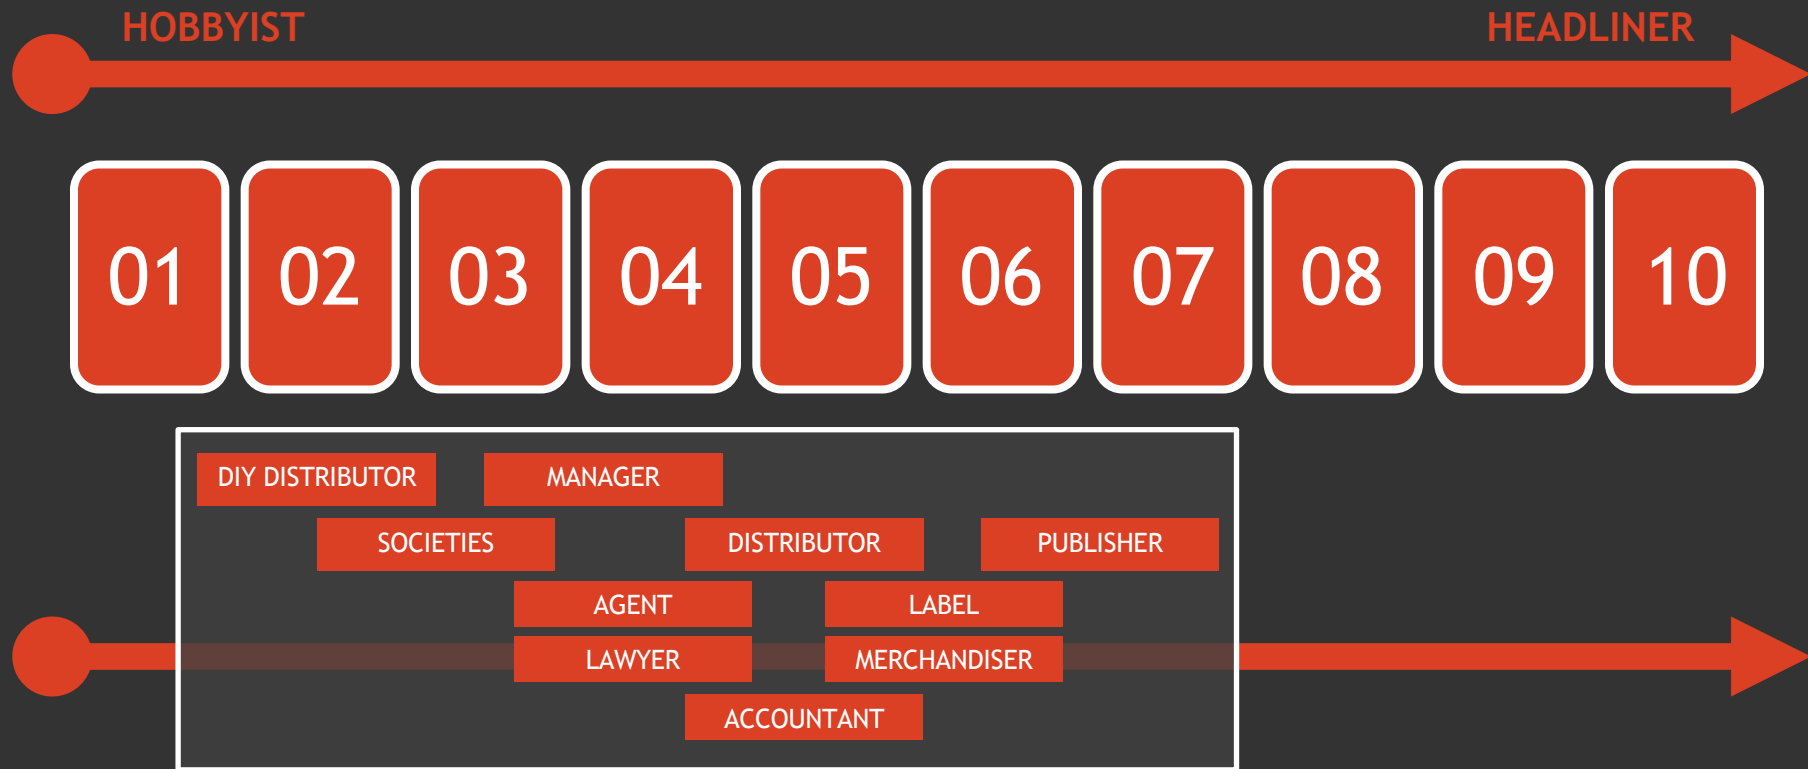 HOBBYIST
HEADLINER
01
02
03
04
05
06
07
08
09
10
DIY DISTRIBUTOR
MANAGER
SOCIETIES
DISTRIBUTOR
PUBLISHER
AGENT
LABEL
LAWYER
MERCHANDISER
ACCOUNTANT